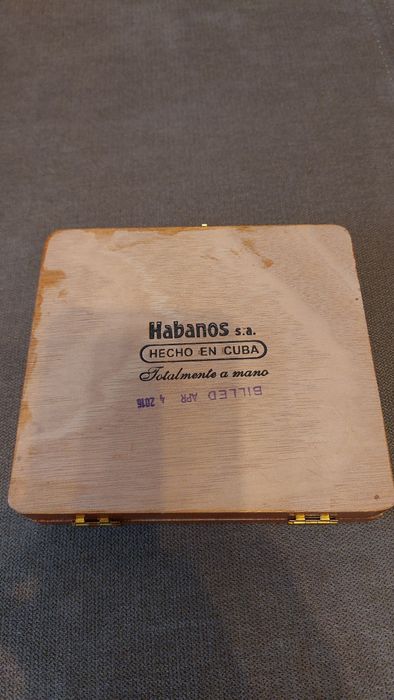 Habanos s.a.
HECHO EN CUBA
Totalmente a mano
BILLED APR 4 2016